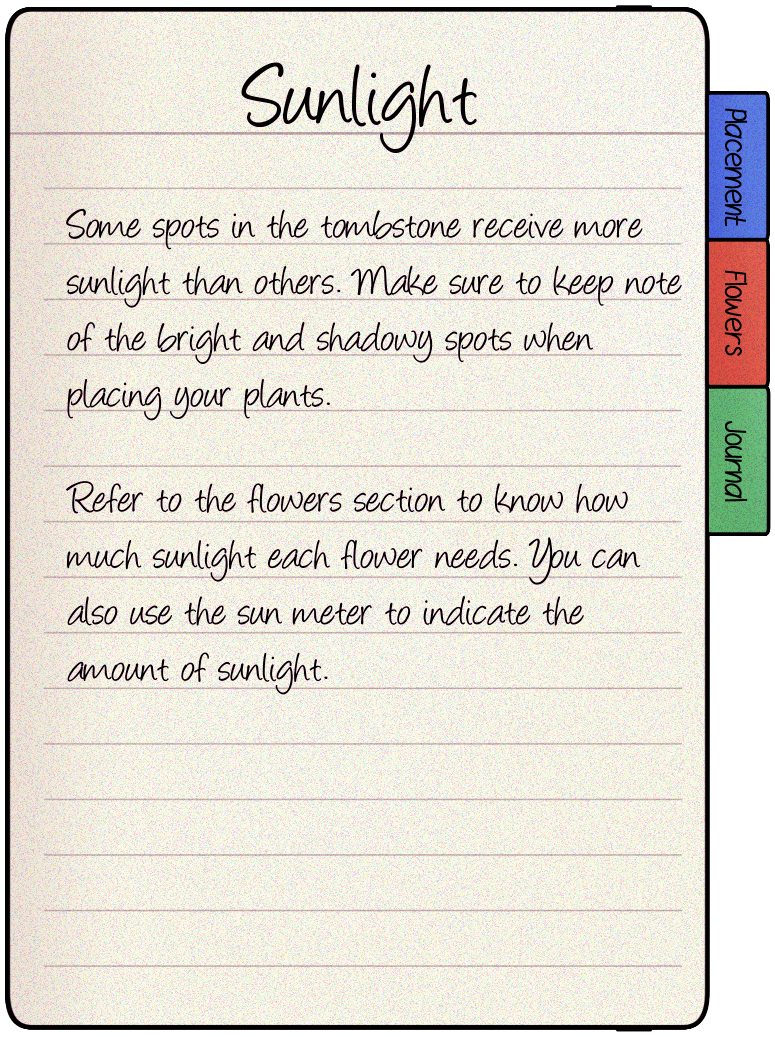 Sunlight
Some spots in the tombstone receive more
sunlight than others. Make sure to keep note
of the bright and shadowy spots when
placing your plants.
Refer to the flowers section to know how
much sunlight each flower needs. You can
also use the sun meter to indicate the
amount of sunlight.
Placement
Flowers
Journal